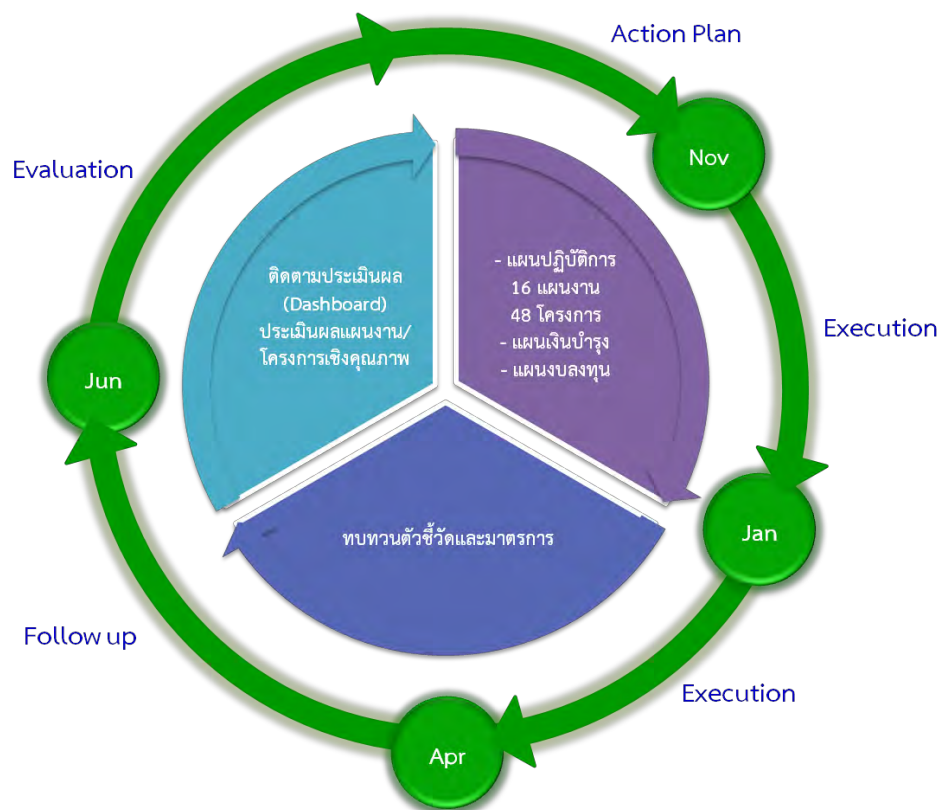 Action Plan
Nov
Evaluation
ติดตามประเมินผล
(Dashboard)
ประเมินผลแผนงาน/
โครงการเชิงคุณภาพ
- แผนปฏิบัติการ
16 แผนงาน
48 โครงการ
- แผนเงินบำรุง
- แผนงบลงทุน
Execution
Jun
ทบทวนตัวชี้วัดและมาตรการ
Jan
Follow up
Execution
Apr